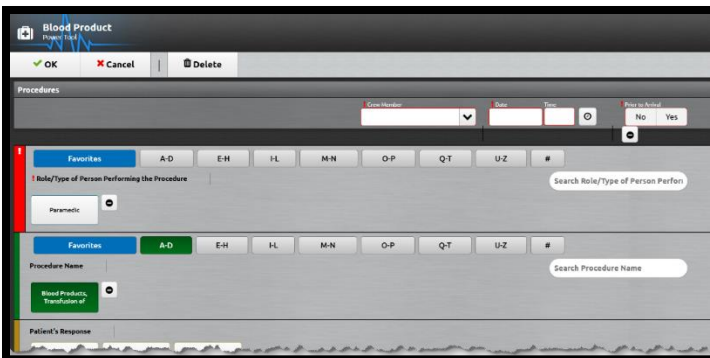 Blood Product
Power Tool
OK Cancel Delete
Procedures
! Crew Member ! Date Time ! Prior to Arrival
No Yes
Favorites A-D E-H I-L M-N O-P Q-T U-Z #
! Role/Type of Person Performing the Procedure
Search Role/Type of Person Perfor
Paramedic
Favorites A-D E-H I-L M-N O-P Q-T U-Z #
Procedure Name
Search Procedure Name
Blood Products,
Transfusion of
Patient's Response